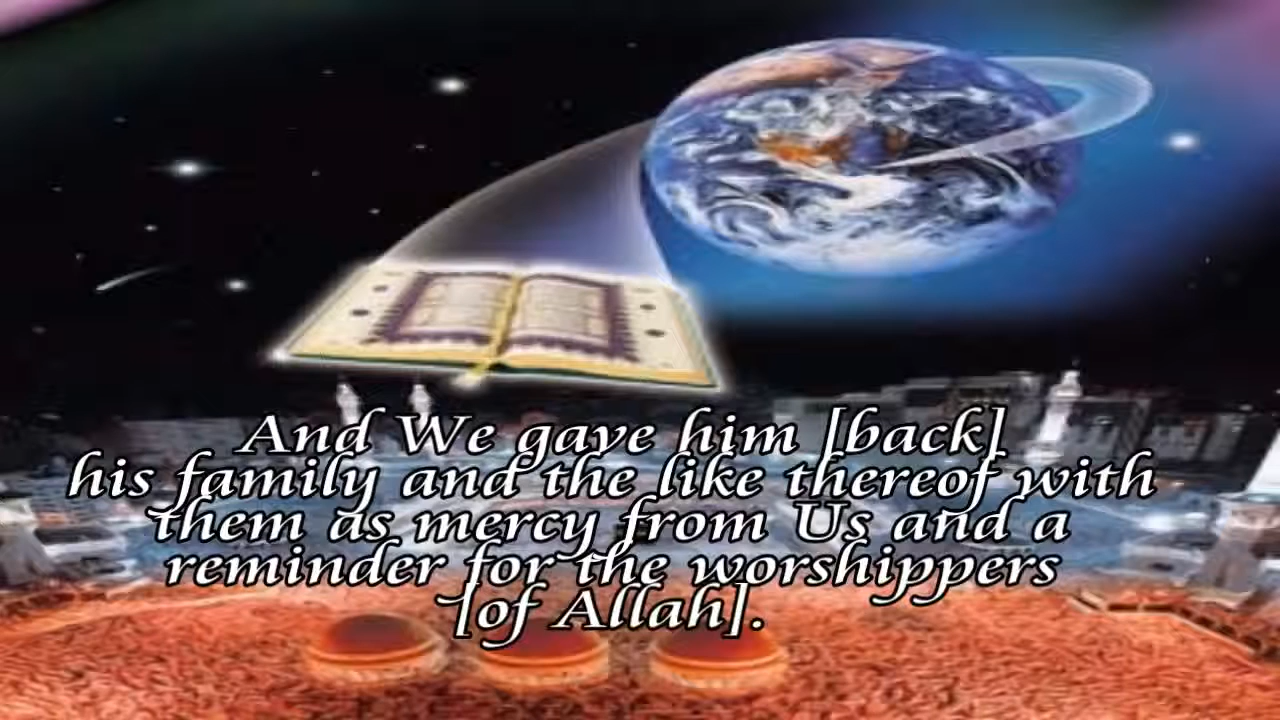 And We gave him [back]
his family and the like thereof with
them as mercy from Us and a
reminder for the worshippers
[of Allah].